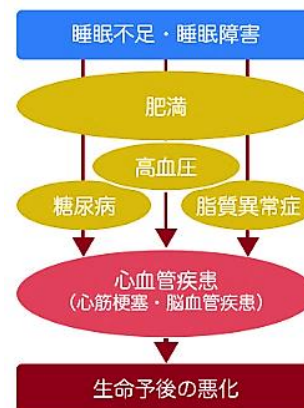 睡眠不足・睡眠障害
肥満
高血圧
糖尿病
脂質異常症
心血管疾患
（心筋梗塞・脳血管疾患）
生命予後の悪化